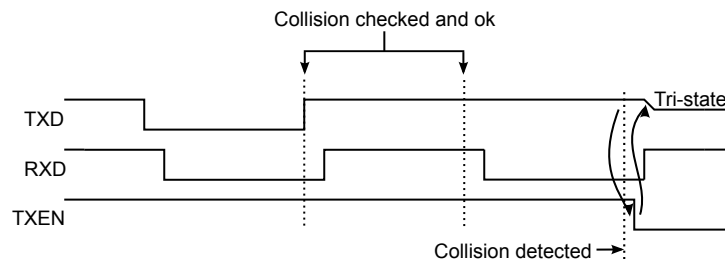 Collision checked and ok
Tri-state
TXD
RXD
TXEN
Collision detected